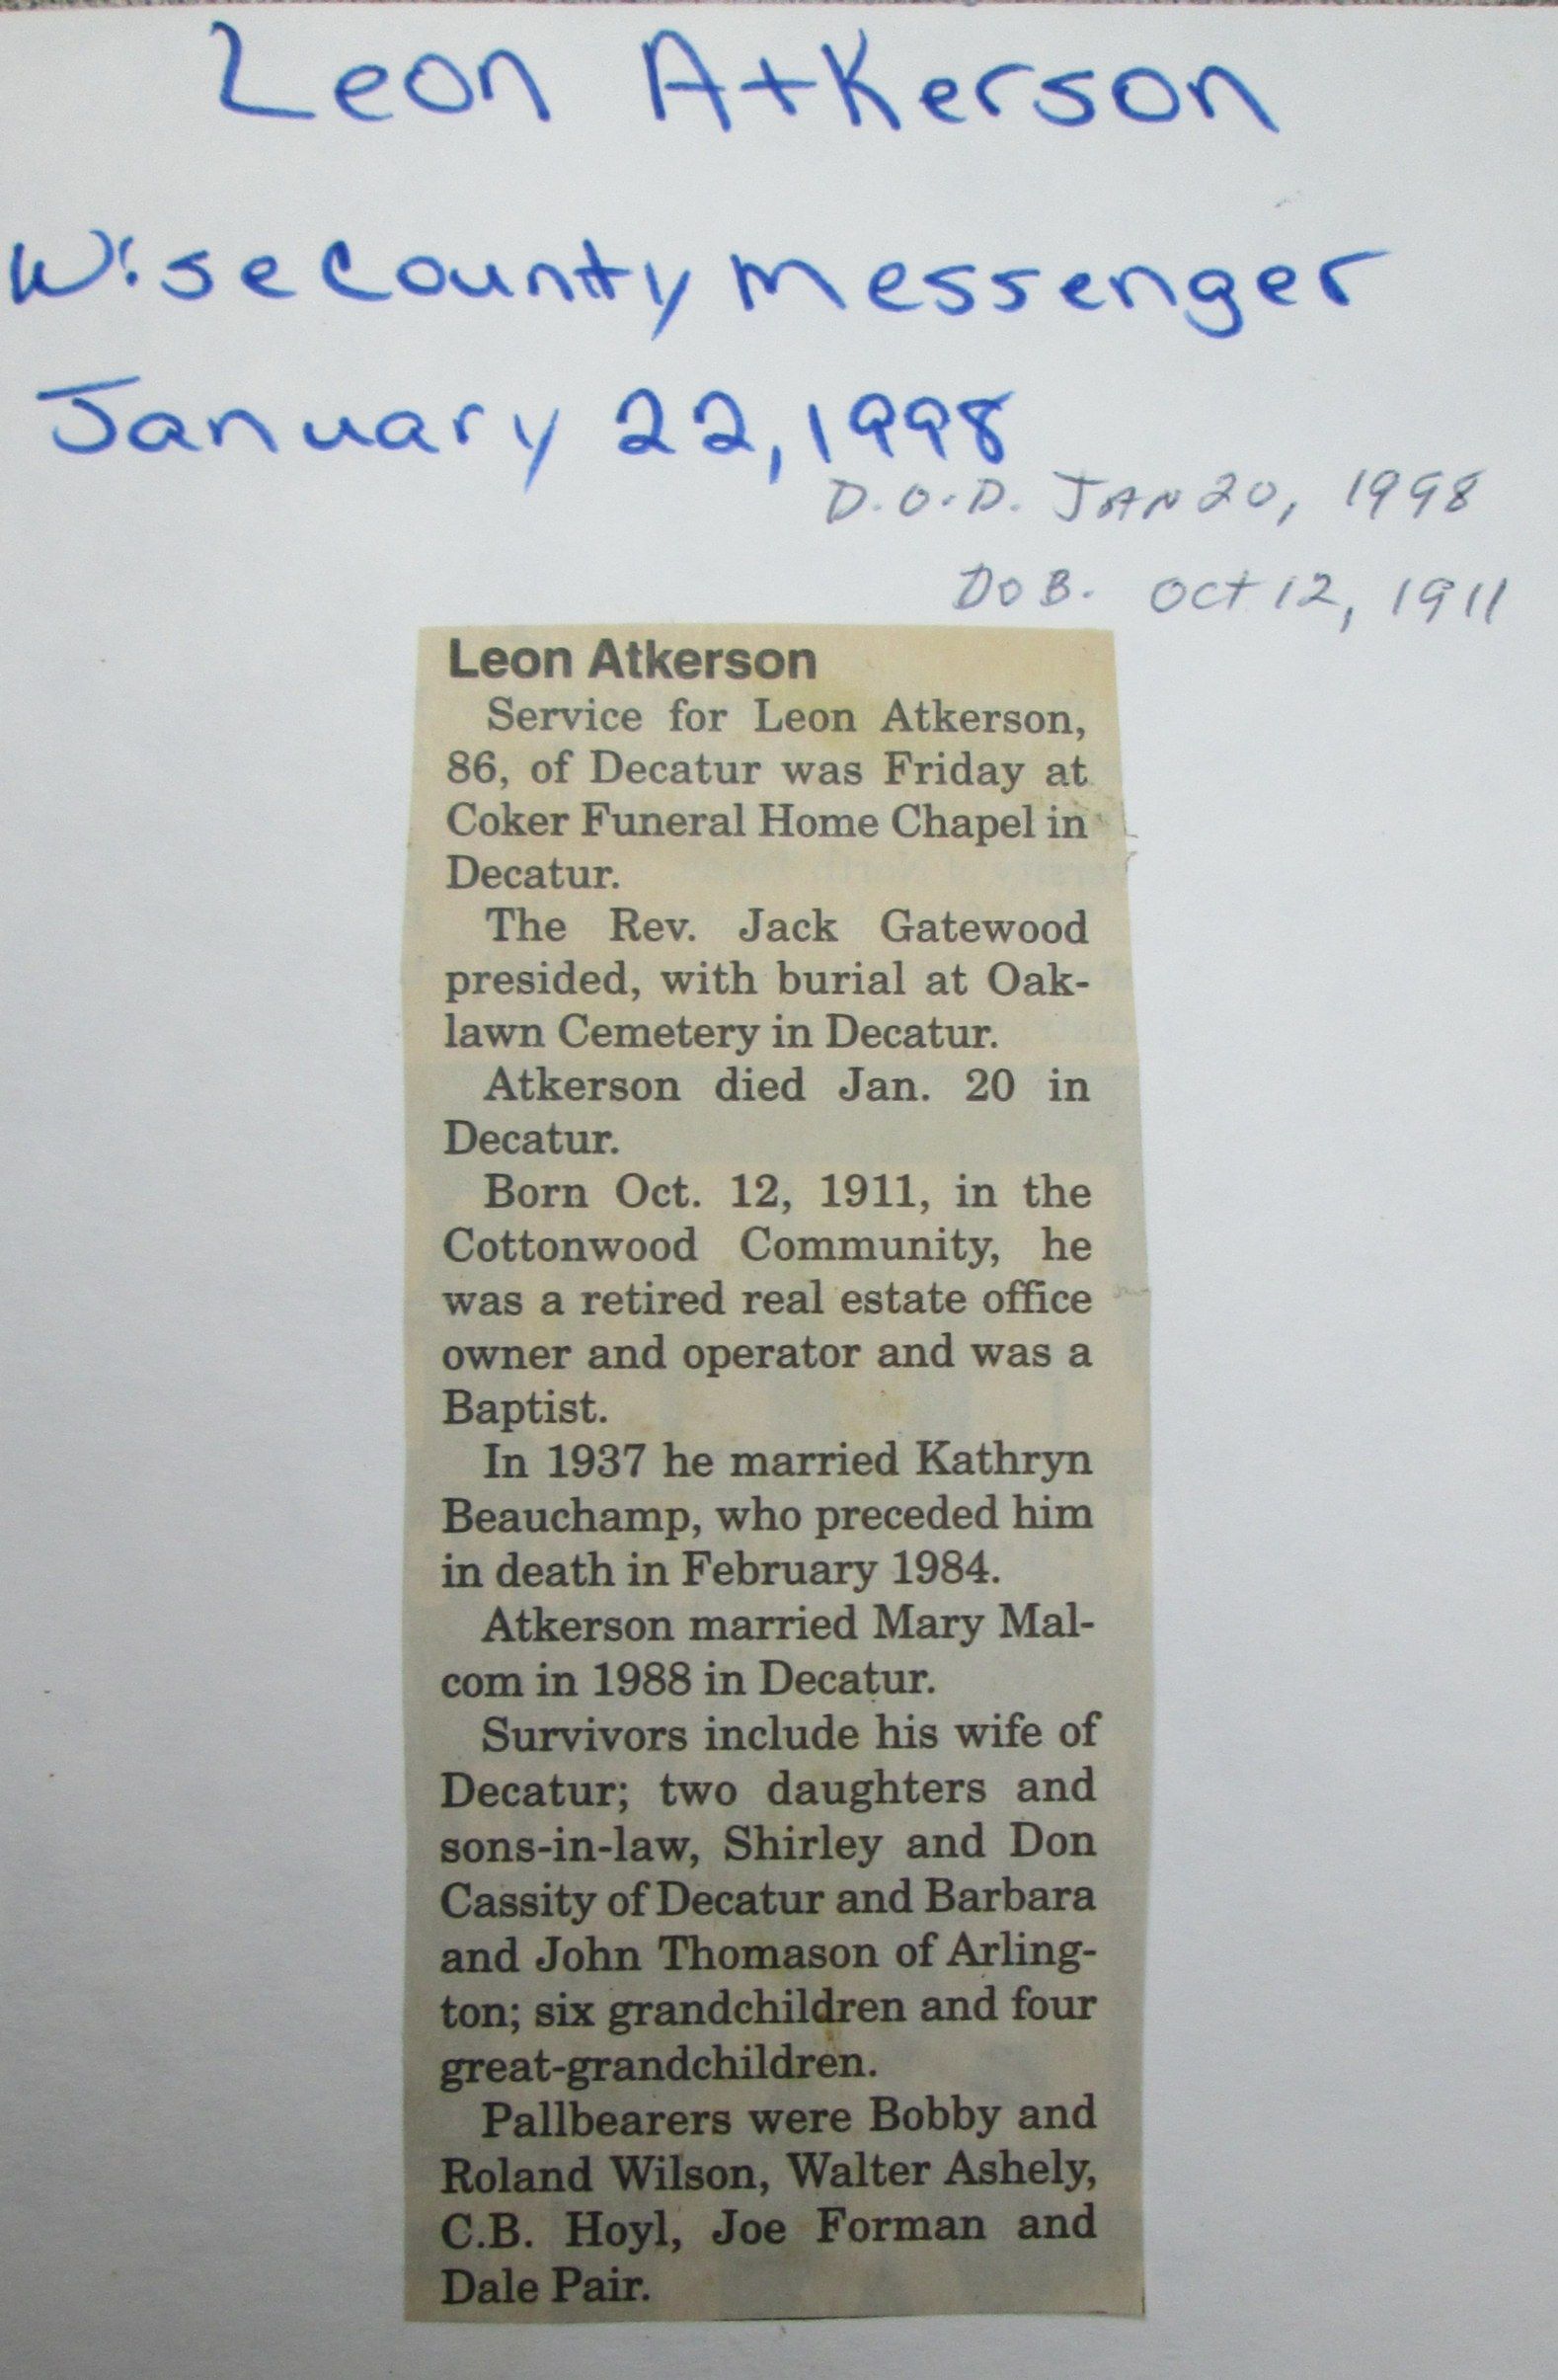 Leon Atkerson
Wise County Messenger
January 22, 1998
D.O.D. JAN 20, 1998
DOB. Oct 12, 1911
Leon Atkerson
Service for Leon Atkerson,
86, of Decatur was Friday at
Coker Funeral Home Chapel in
Decatur.
The Rev. Jack Gatewood
presided, with burial at Oak-
lawn Cemetery in Decatur.
Atkerson died Jan. 20 in
Decatur.
Born Oct. 12, 1911, in the
Cottonwood Community, he
was a retired real estate office
owner and operator and was a
Baptist.
In 1937 he married Kathryn
Beauchamp, who preceded him
in death in February 1984.
Atkerson married Mary Mal-
com in 1988 in Decatur.
Survivors include his wife of
Decatur; two daughters and
sons-in-law, Shirley and Don
Cassity of Decatur and Barbara
and John Thomason of Arling-
ton; six grandchildren and four
great-grandchildren.
Pallbearers were Bobby and
Roland Wilson, Walter Ashely,
C.B. Hoyl, Joe Forman and
Dale Pair.